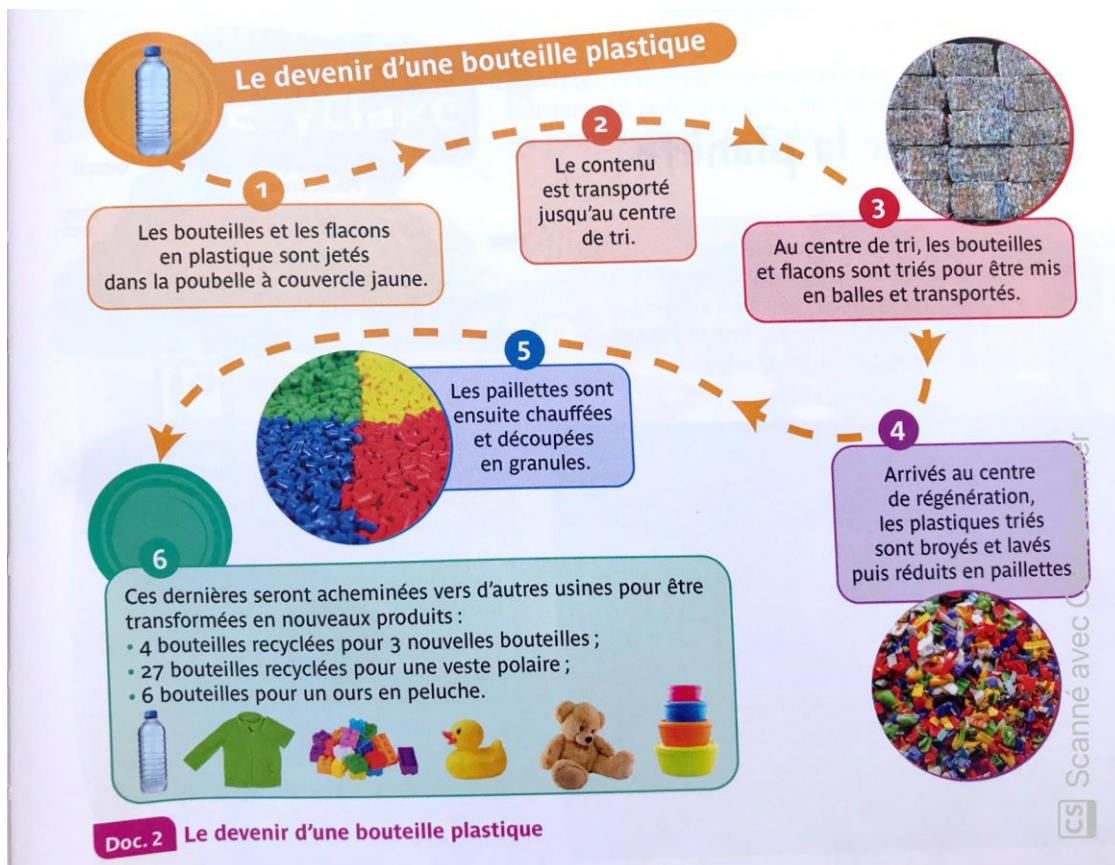 Le devenir d'une bouteille plastique
1
Les bouteilles et les flacons
en plastique sont jetés
dans la poubelle à couvercle jaune.
2
Le contenu
est transporté
jusqu'au centre
de tri.
3
Au centre de tri, les bouteilles
et flacons sont triés pour être mis
en balles et transportés.
4
Arrivés au centre
de régénération,
les plastiques triés
sont broyés et lavés
puis réduits en paillettes
5
Les paillettes sont
ensuite chauffées
et découpées
en granules.
6
Ces dernières seront acheminées vers d'autres usines pour être
transformées en nouveaux produits :
• 4 bouteilles recyclées pour 3 nouvelles bouteilles ;
• 27 bouteilles recyclées pour une veste polaire ;
• 6 bouteilles pour un ours en peluche.
Doc. 2 Le devenir d'une bouteille plastique
CS Scanné avec CamScanner